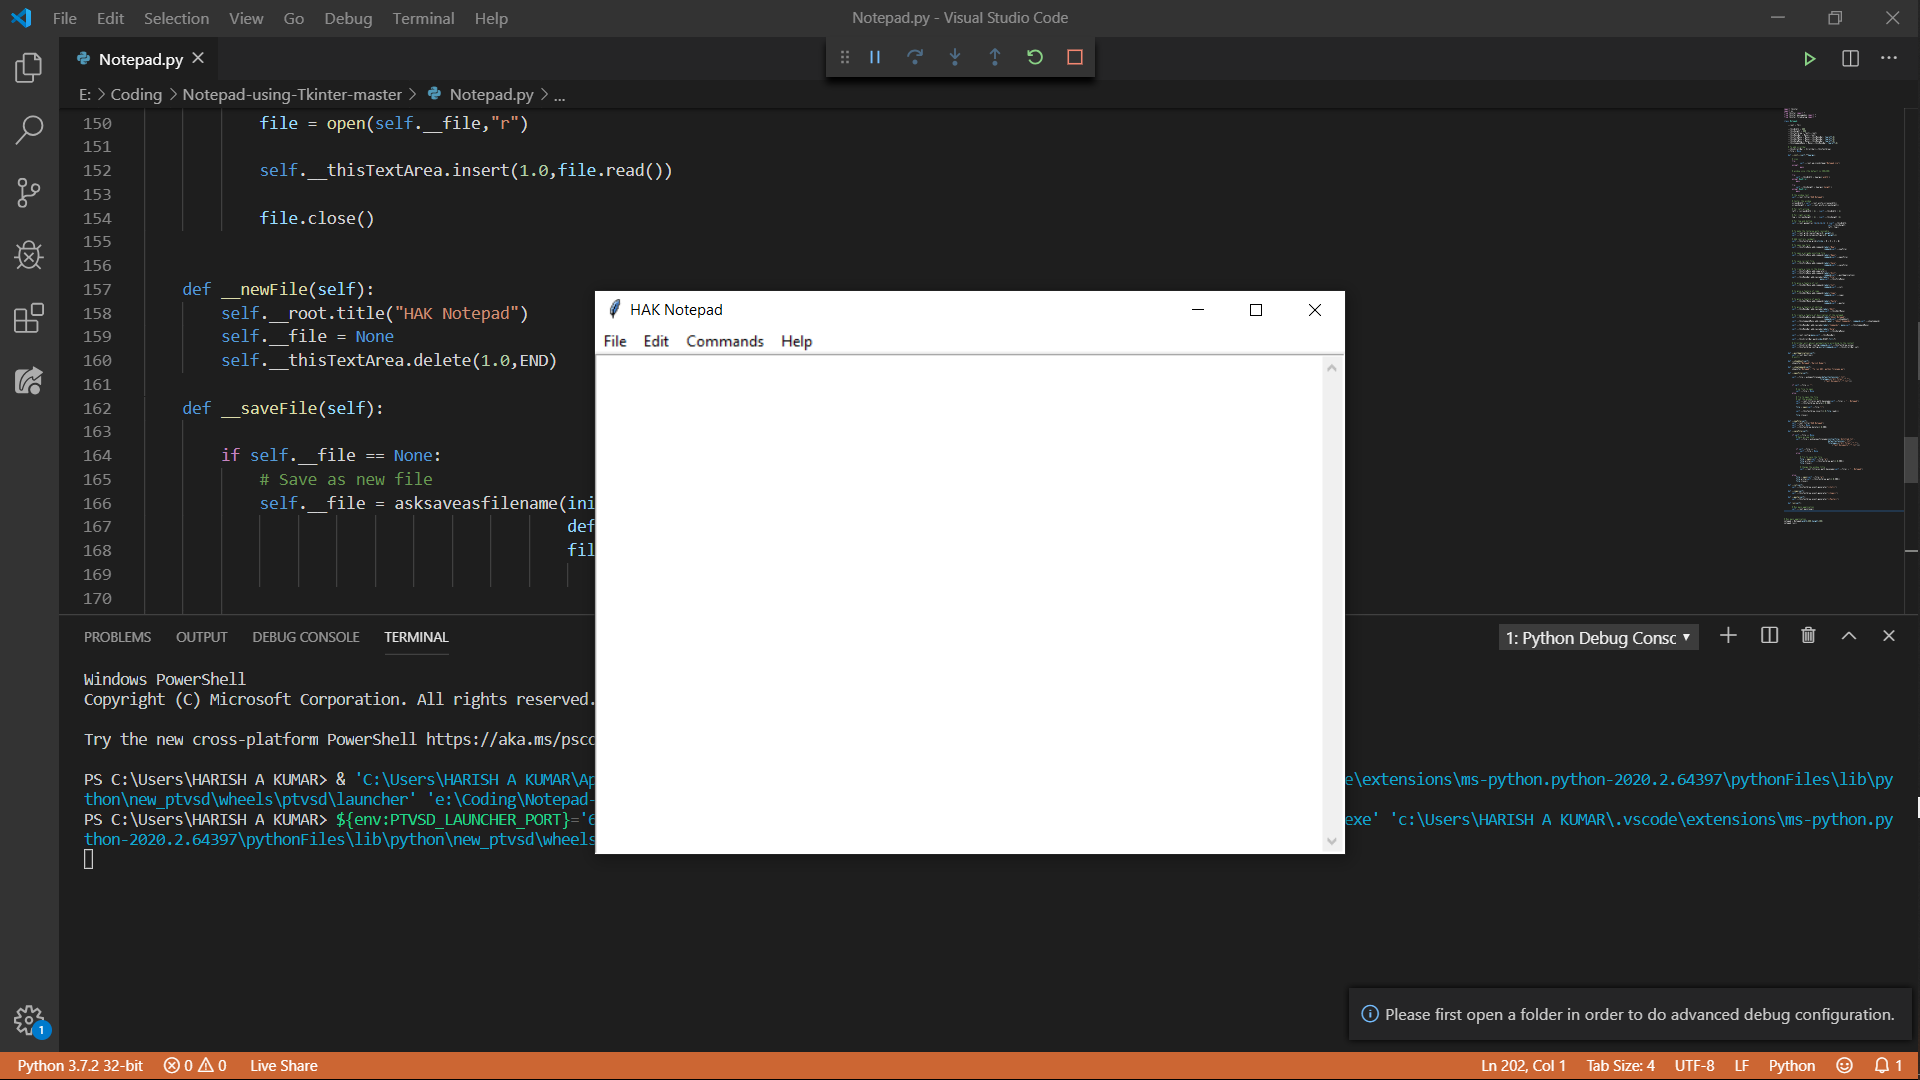 File Edit Selection View Go Debug Terminal Help
Notepad.py - Visual Studio Code
Notepad.py
E: > Coding > Notepad-using-Tkinter-master > Notepad.py > ...
150 file = open(self.__file,"r")
151
152 self.__thisTextArea.insert(1.0,file.read())
153
154 file.close()
155
156
157 def __newFile(self):
158 self.__root.title("HAK Notepad")
159 self.__file = None
160 self.__thisTextArea.delete(1.0,END)
161
162 def __saveFile(self):
163
164 if self.__file == None:
165 # Save as new file
166 self.__file = asksaveasfilename(ini
167 def
168 fil
169
170
HAK Notepad
File Edit Commands Help
PROBLEMS OUTPUT DEBUG CONSOLE TERMINAL
1: Python Debug Consc
Windows PowerShell
Copyright (C) Microsoft Corporation. All rights reserved.
Try the new cross-platform PowerShell https://aka.ms/psco
PS C:\Users\HARISH A KUMAR> & 'C:\Users\HARISH A KUMAR\Ap e\extensions\ms-python.python-2020.2.64397\pythonFiles\lib\py
thon\new_ptvsd\wheels\ptvsd\launcher' 'e:\Coding\Notepad-
PS C:\Users\HARISH A KUMAR> ${env:PTVSD_LAUNCHER_PORT}='6 exe' 'c:\Users\HARISH A KUMAR\.vscode\extensions\ms-python.py
thon-2020.2.64397\pythonFiles\lib\python\new_ptvsd\wheels
Please first open a folder in order to do advanced debug configuration.
1
Python 3.7.2 32-bit 0 0 Live Share
Ln 202, Col 1 Tab Size: 4 UTF-8 LF Python 1